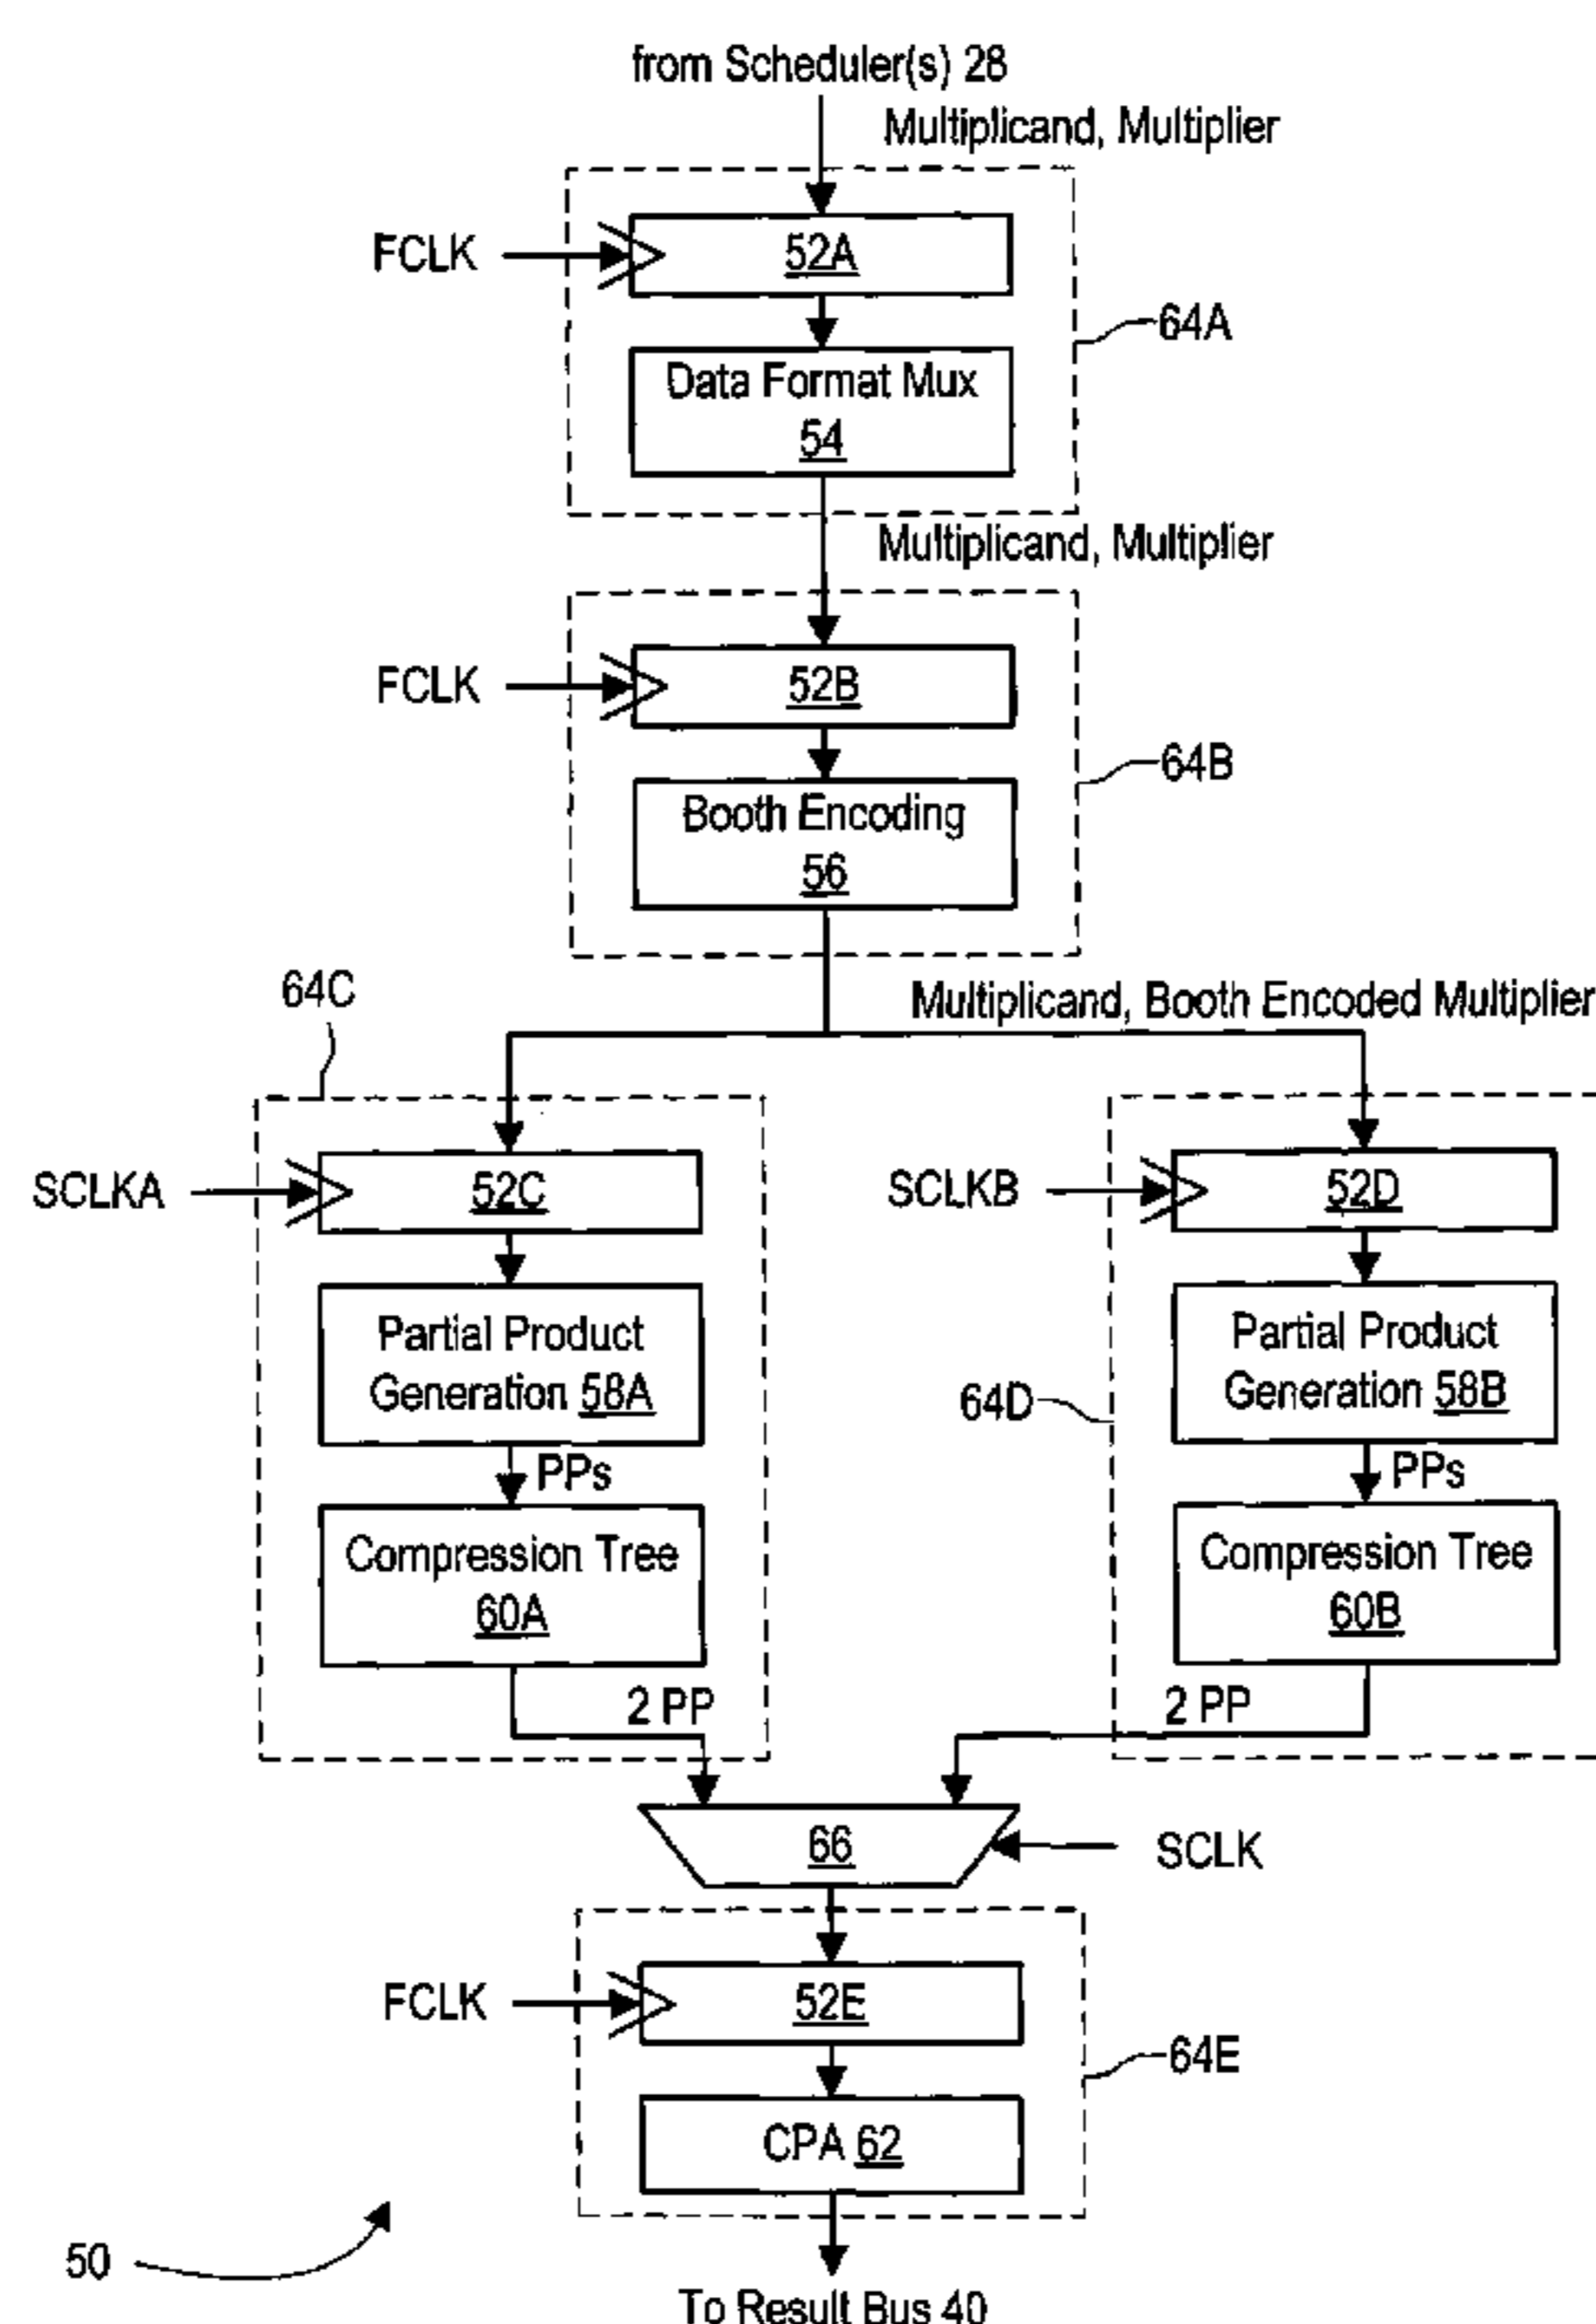 from Scheduler(s) 28
Multiplicand, Multiplier
FCLK
52A
64A
Data Format Mux
54
Multiplicand, Multiplier
FCLK
52B
64B
Booth Encoding
56
64C
Multiplicand, Booth Encoded Multiplier
SCLKA
52C
SCLKB
52D
Partial Product
Generation 58A
64D
Partial Product
Generation 58B
PPs
PPs
Compression Tree
60A
Compression Tree
60B
2 PP
2 PP
66
SCLK
FCLK
52E
64E
CPA 62
50
To Result Bus 40